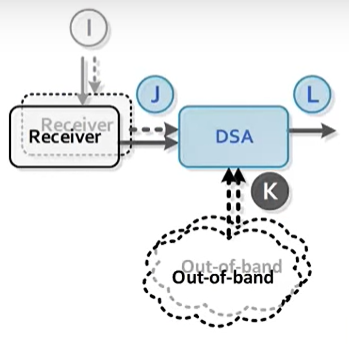 I
J
L
Receiver
Receiver
DSA
K
Out-of-band
Out-of-band